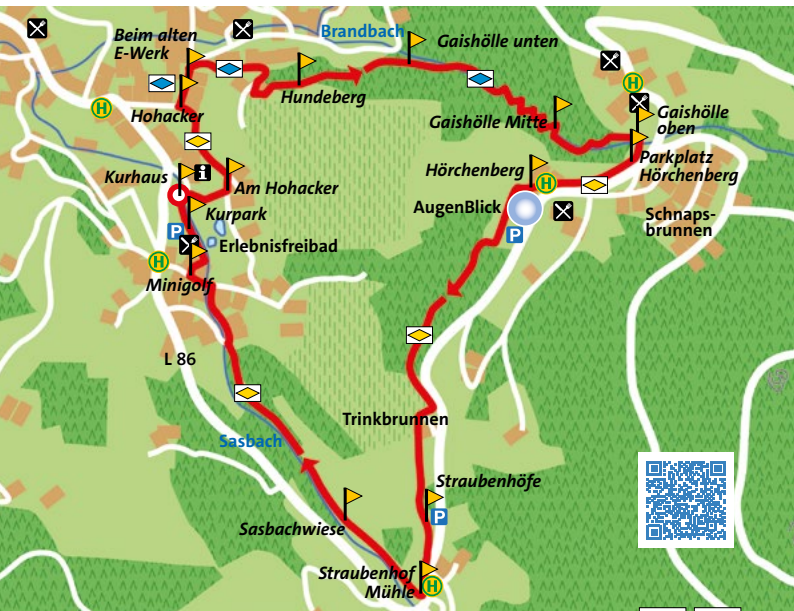 Beim alten
E-Werk
Brandbach
Gaishölle unten
Hundeberg
Hohacker
H
Gaishölle Mitte
H
Gaishölle
oben
Parkplatz
Hörchenberg
Kurhaus
i
Am Hohacker
Hörchenberg
H
Kurpark
AugenBlick
P
Schnaps-
brunnen
P
Erlebnisfreibad
H
Minigolf
L 86
Trinkbrunnen
Sasbach
Straubenhöfe
P
Sasbachwiese
Straubenhof
Mühle
H